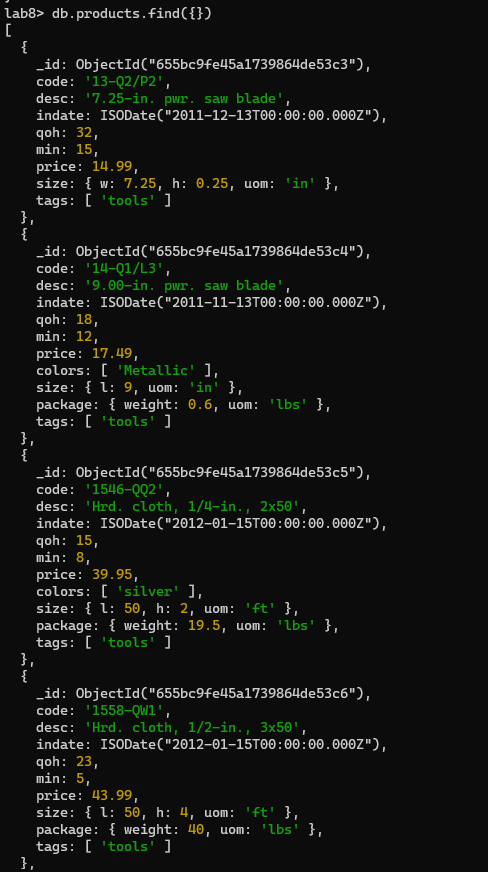 lab8> db.products.find({})
[
  {
    _id: ObjectId("655bc9fe45a1739864de53c3"),
    code: '13-Q2/P2',
    desc: '7.25-in. pwr. saw blade',
    indate: ISODate("2011-12-13T00:00:00.000Z"),
    qoh: 32,
    min: 15,
    price: 14.99,
    size: { w: 7.25, h: 0.25, uom: 'in' },
    tags: [ 'tools' ]
  },
  {
    _id: ObjectId("655bc9fe45a1739864de53c4"),
    code: '14-Q1/L3',
    desc: '9.00-in. pwr. saw blade',
    indate: ISODate("2011-11-13T00:00:00.000Z"),
    qoh: 18,
    min: 12,
    price: 17.49,
    colors: [ 'Metallic' ],
    size: { l: 9, uom: 'in' },
    package: { weight: 0.6, uom: 'lbs' },
    tags: [ 'tools' ]
  },
  {
    _id: ObjectId("655bc9fe45a1739864de53c5"),
    code: '1546-QQ2',
    desc: 'Hrd. cloth, 1/4-in., 2x50',
    indate: ISODate("2012-01-15T00:00:00.000Z"),
    qoh: 15,
    min: 8,
    price: 39.95,
    colors: [ 'silver' ],
    size: { l: 50, h: 2, uom: 'ft' },
    package: { weight: 19.5, uom: 'lbs' },
    tags: [ 'tools' ]
  },
  {
    _id: ObjectId("655bc9fe45a1739864de53c6"),
    code: '1558-QW1',
    desc: 'Hrd. cloth, 1/2-in., 3x50',
    indate: ISODate("2012-01-15T00:00:00.000Z"),
    qoh: 23,
    min: 5,
    price: 43.99,
    size: { l: 50, h: 4, uom: 'ft' },
    package: { weight: 40, uom: 'lbs' },
    tags: [ 'tools' ]
  },